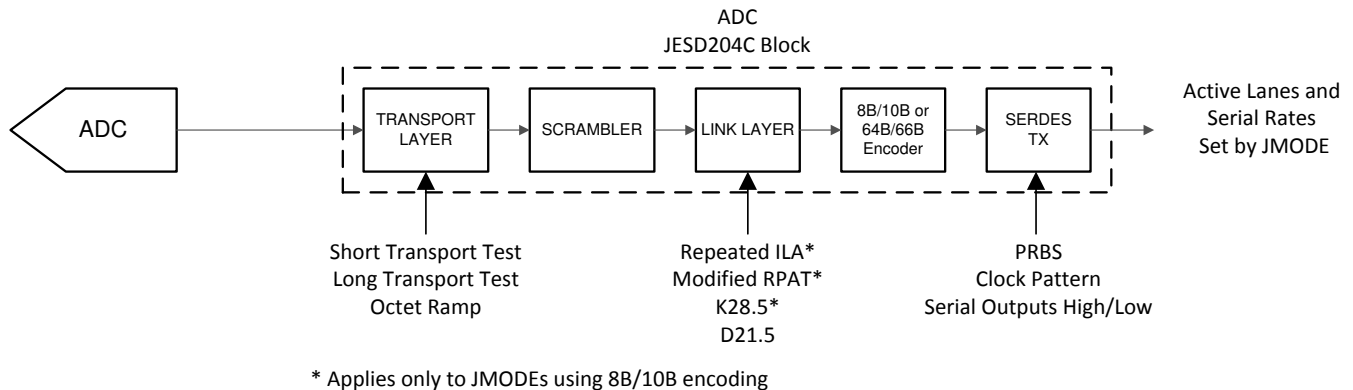 ADC
JESD204C Block
ADC
TRANSPORT
LAYER
SCRAMBLER
LINK LAYER
8B/10B or
64B/66B
Encoder
SERDES
TX
Active Lanes and
Serial Rates
Set by JMODE
Short Transport Test
Long Transport Test
Octet Ramp
Repeated ILA*
Modified RPAT*
K28.5*
D21.5
PRBS
Clock Pattern
Serial Outputs High/Low
* Applies only to JMODEs using 8B/10B encoding